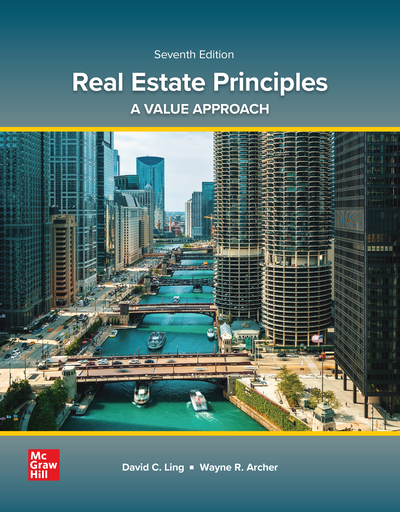 Seventh Edition
Real Estate Principles
A VALUE APPROACH
Mc
Graw
Hill
David C. Ling ■ Wayne R. Archer